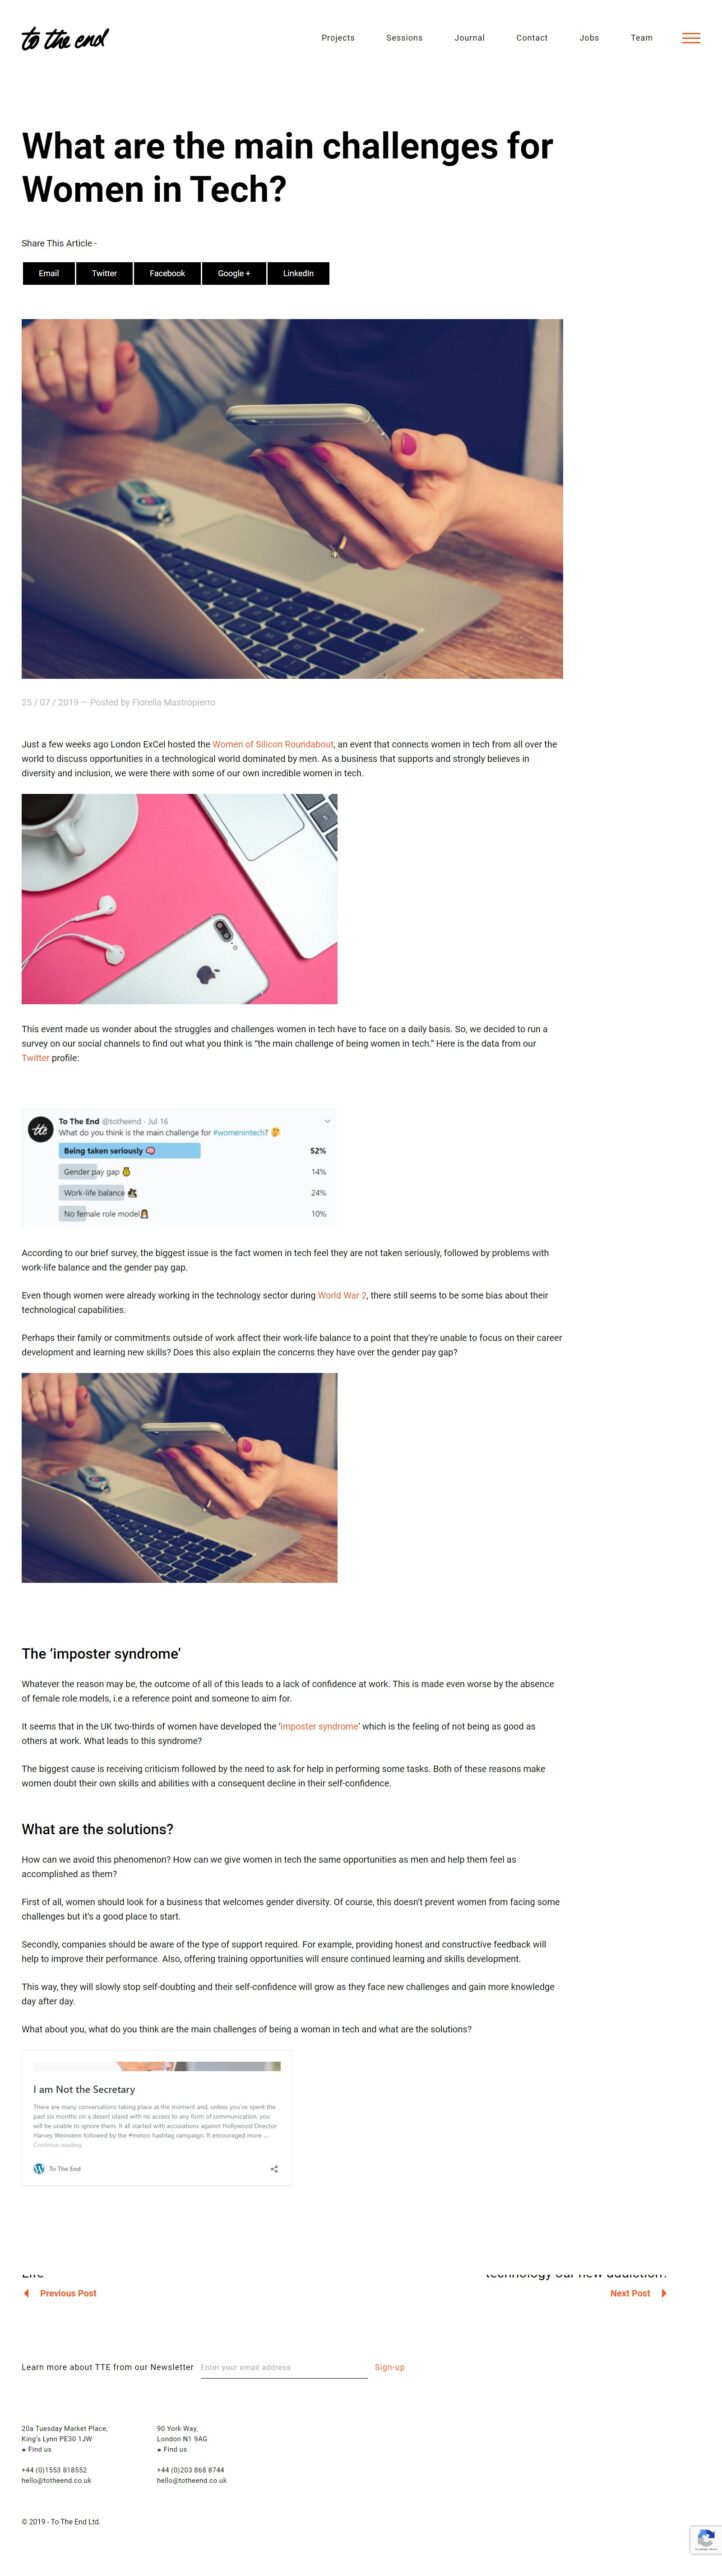 to the end
Projects Sessions Journal Contact Jobs Team
What are the main challenges for
Women in Tech?
Share This Article -
Email Twitter Facebook Google + LinkedIn
25 / 07 / 2019 — Posted by Fiorella Mastropierro
Just a few weeks ago London ExCel hosted the Women of Silicon Roundabout, an event that connects women in tech from all over the
world to discuss opportunities in a technological world dominated by men. As a business that supports and strongly believes in
diversity and inclusion, we were there with some of our own incredible women in tech.
This event made us wonder about the struggles and challenges women in tech have to face on a daily basis. So, we decided to run a
survey on our social channels to find out what you think is “the main challenge of being women in tech.” Here is the data from our
Twitter profile:
tte
To The End @totheend · Jul 16
What do you think is the main challenge for #womenintech? 🤔
Being taken seriously 🧠 52%
Gender pay gap 💰 14%
Work-life balance 24%
No female role model 10%
According to our brief survey, the biggest issue is the fact women in tech feel they are not taken seriously, followed by problems with
work-life balance and the gender pay gap.
Even though women were already working in the technology sector during World War 2, there still seems to be some bias about their
technological capabilities.
Perhaps their family or commitments outside of work affect their work-life balance to a point that they’re unable to focus on their career
development and learning new skills? Does this also explain the concerns they have over the gender pay gap?
The ‘imposter syndrome’
Whatever the reason may be, the outcome of all of this leads to a lack of confidence at work. This is made even worse by the absence
of female role models, i.e a reference point and someone to aim for.
It seems that in the UK two-thirds of women have developed the ‘imposter syndrome’ which is the feeling of not being as good as
others at work. What leads to this syndrome?
The biggest cause is receiving criticism followed by the need to ask for help in performing some tasks. Both of these reasons make
women doubt their own skills and abilities with a consequent decline in their self-confidence.
What are the solutions?
How can we avoid this phenomenon? How can we give women in tech the same opportunities as men and help them feel as
accomplished as them?
First of all, women should look for a business that welcomes gender diversity. Of course, this doesn’t prevent women from facing some
challenges but it’s a good place to start.
Secondly, companies should be aware of the type of support required. For example, providing honest and constructive feedback will
help to improve their performance. Also, offering training opportunities will ensure continued learning and skills development.
This way, they will slowly stop self-doubting and their self-confidence will grow as they face new challenges and gain more knowledge
day after day.
What about you, what do you think are the main challenges of being a woman in tech and what are the solutions?
I am Not the Secretary
There are many conversations taking place at the moment and, unless you've spent the
past six months on a desert island with no access to any form of communication, you
will be unable to ignore them. It all started with accusations against Hollywood Director
Harvey Weinstein followed by the #metoo hashtag campaign. It encouraged more ...
Continue reading
To The End
Life technology our new addiction?
Previous Post Next Post
Learn more about TTE from our Newsletter Enter your email address Sign-up
20a Tuesday Market Place,
King's Lynn PE30 1JW
Find us
+44 (0)1553 818552
hello@totheend.co.uk
90 York Way,
London N1 9AG
Find us
+44 (0)203 868 8744
hello@totheend.co.uk
© 2019 - To The End Ltd.